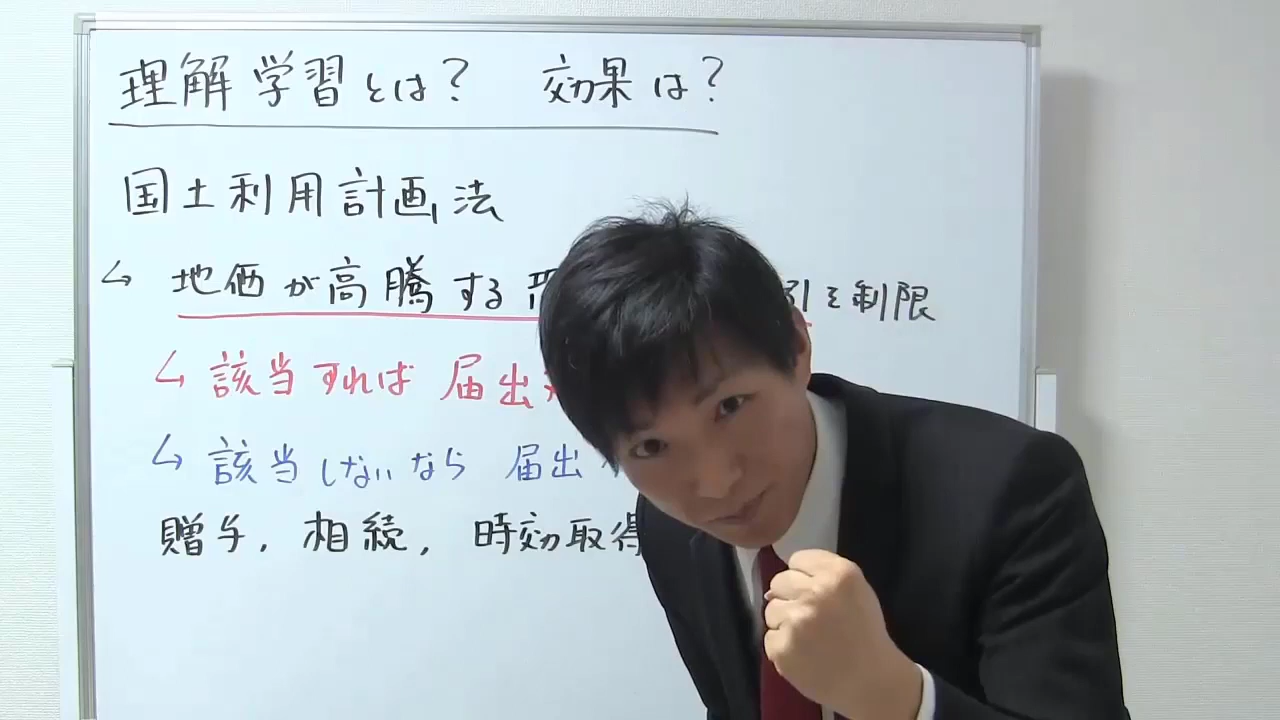 理解学習とは? 効果は?
国土利用計画法
↳ 地価が高騰する 引を制限
↳ 該当すれば 届出
↳ 該当しないなら 届出
贈与, 相続, 時効取得